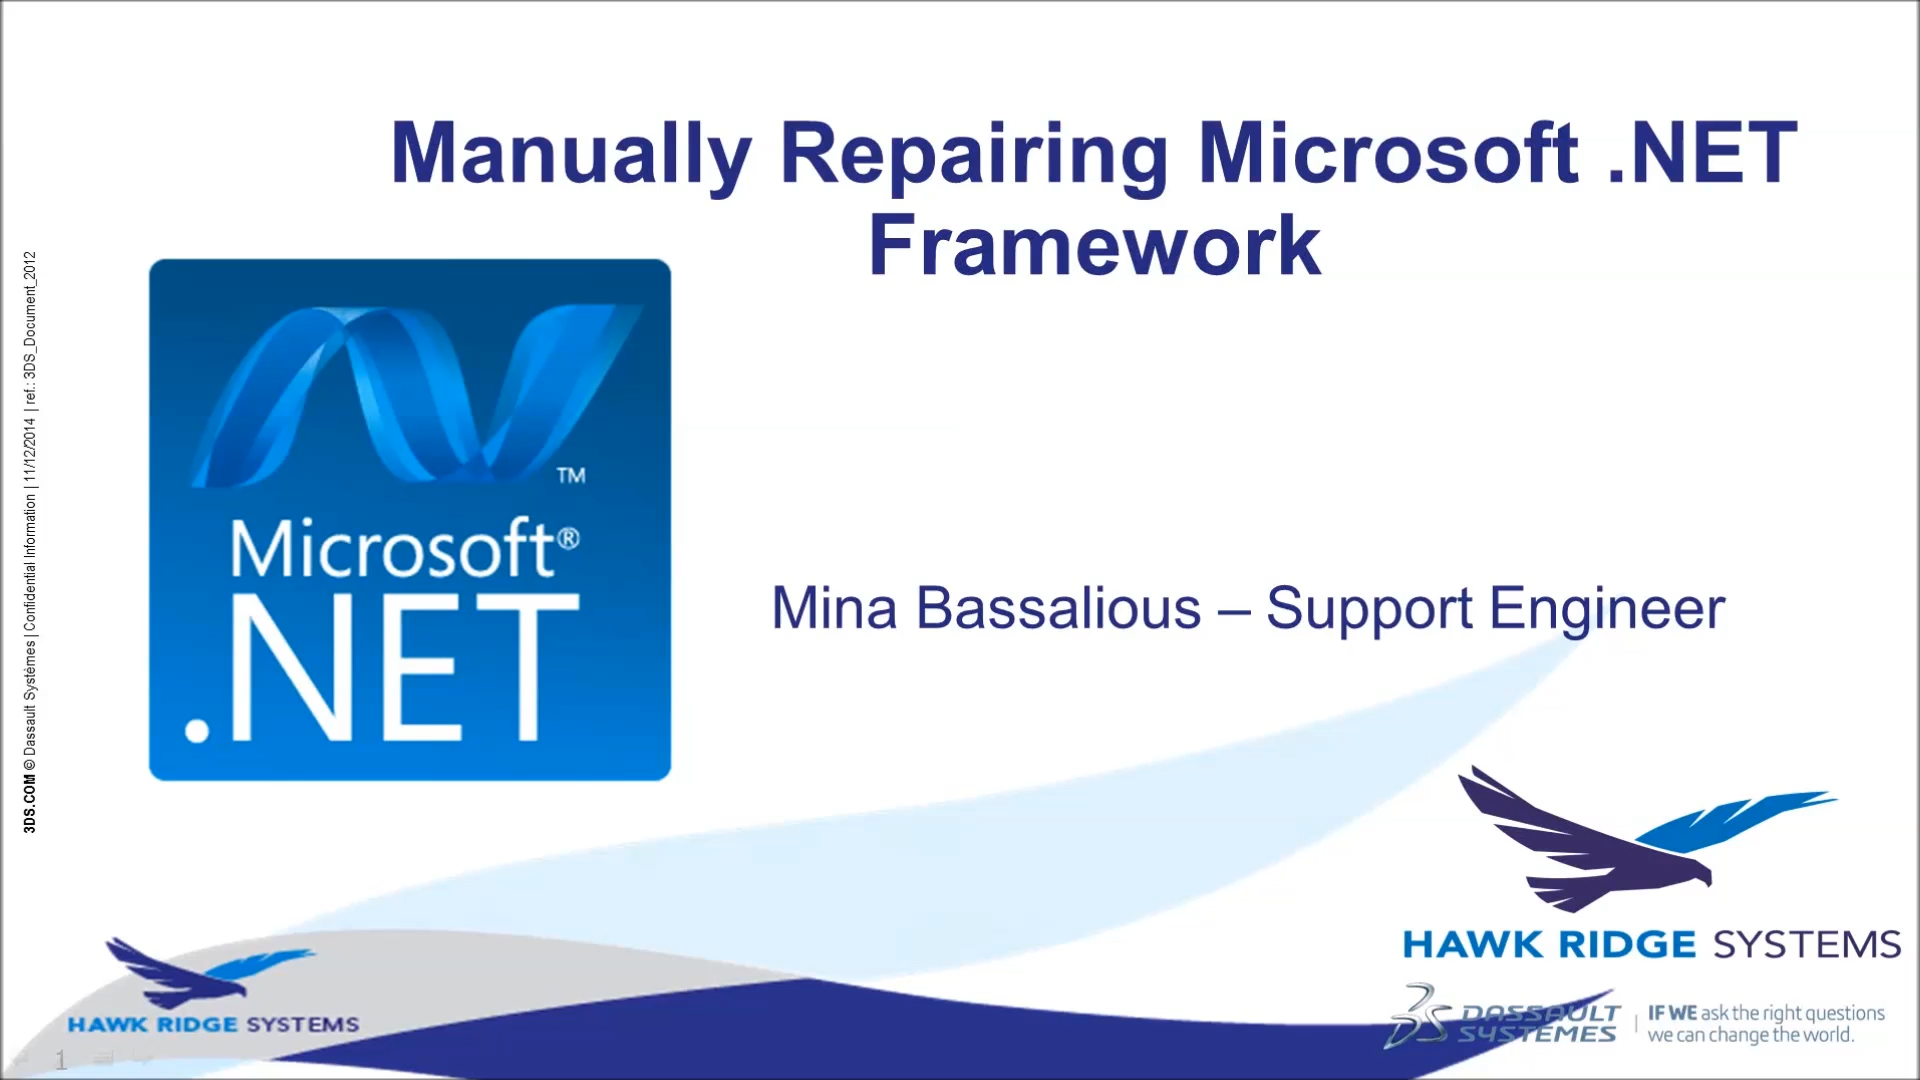 Manually Repairing Microsoft .NET
Framework
3DS.COM © Dassault Systèmes | Confidential Information | 11/12/2014 | ref.: 3DS_Document_2012
TM
Microsoft®
.NET
Mina Bassalious – Support Engineer
HAWK RIDGE SYSTEMS
HAWK RIDGE SYSTEMS
DASSAULT
SYSTEMES
IF WE ask the right questions
we can change the world.
1